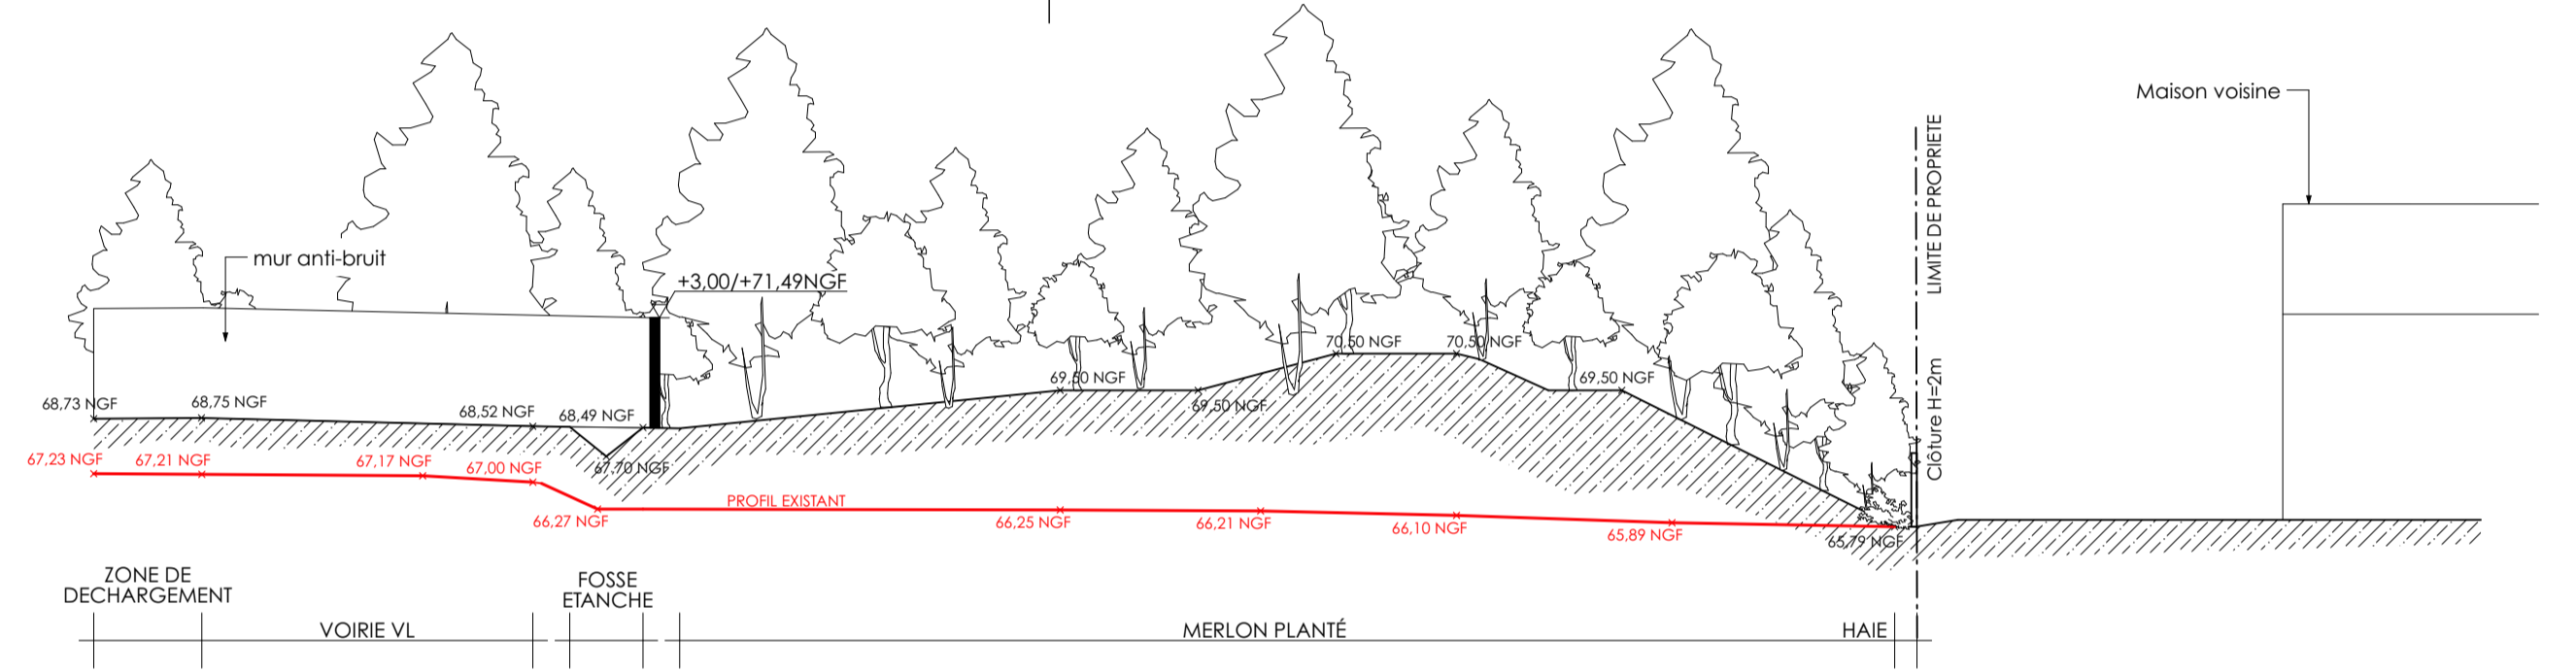 Maison voisine
LIMITE DE PROPRIETE
Clôture H=2m
mur anti-bruit
+3,00/+71,49NGF
70,50 NGF
70,50 NGF
69,50 NGF
69,50 NGF
69,50 NGF
68,73 NGF
68,75 NGF
68,52 NGF
68,49 NGF
67,70 NGF
67,23 NGF
67,21 NGF
67,17 NGF
67,00 NGF
PROFIL EXISTANT
66,27 NGF
66,25 NGF
66,21 NGF
66,10 NGF
65,89 NGF
65,79 NGF
ZONE DE
DECHARGEMENT
FOSSE
ETANCHE
VOIRIE VL
MERLON PLANTÉ
HAIE